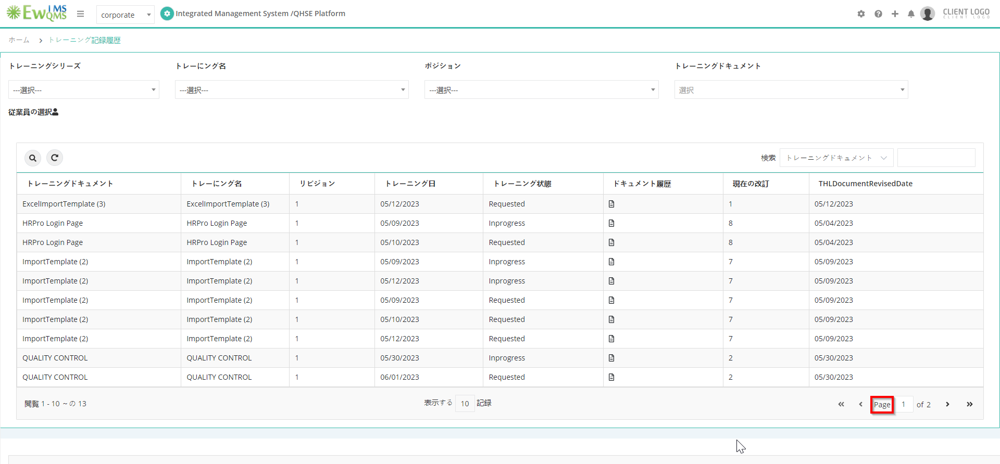 EwQMS IMS corporate Integrated Management System /QHSE Platform CLIENT LOGO
CLIENT LOGO
ホーム > トレーニング記録履歴
トレーニングシリーズ トレーにング名 ポジション トレーニングドキュメント
---選択--- ---選択--- ---選択--- 選択
従業員の選択
検索 トレーニングドキュメント
トレーニングドキュメント トレーにング名 リビジョン トレーニング日 トレーニング状態 ドキュメント履歴 現在の改訂 THLDocumentRevisedDate
ExcelImportTemplate (3) ExcelImportTemplate (3) 1 05/12/2023 Requested 1 05/12/2023
HRPro Login Page HRPro Login Page 1 05/09/2023 Inprogress 8 05/04/2023
HRPro Login Page HRPro Login Page 1 05/10/2023 Requested 8 05/04/2023
ImportTemplate (2) ImportTemplate (2) 1 05/09/2023 Inprogress 7 05/09/2023
ImportTemplate (2) ImportTemplate (2) 1 05/12/2023 Inprogress 7 05/09/2023
ImportTemplate (2) ImportTemplate (2) 1 05/09/2023 Requested 7 05/09/2023
ImportTemplate (2) ImportTemplate (2) 1 05/10/2023 Requested 7 05/09/2023
ImportTemplate (2) ImportTemplate (2) 1 05/12/2023 Requested 7 05/09/2023
QUALITY CONTROL QUALITY CONTROL 1 05/30/2023 Inprogress 2 05/30/2023
QUALITY CONTROL QUALITY CONTROL 1 06/01/2023 Requested 2 05/30/2023
閲覧 1 - 10 ～の 13 表示する 10 記録 Page 1 of 2